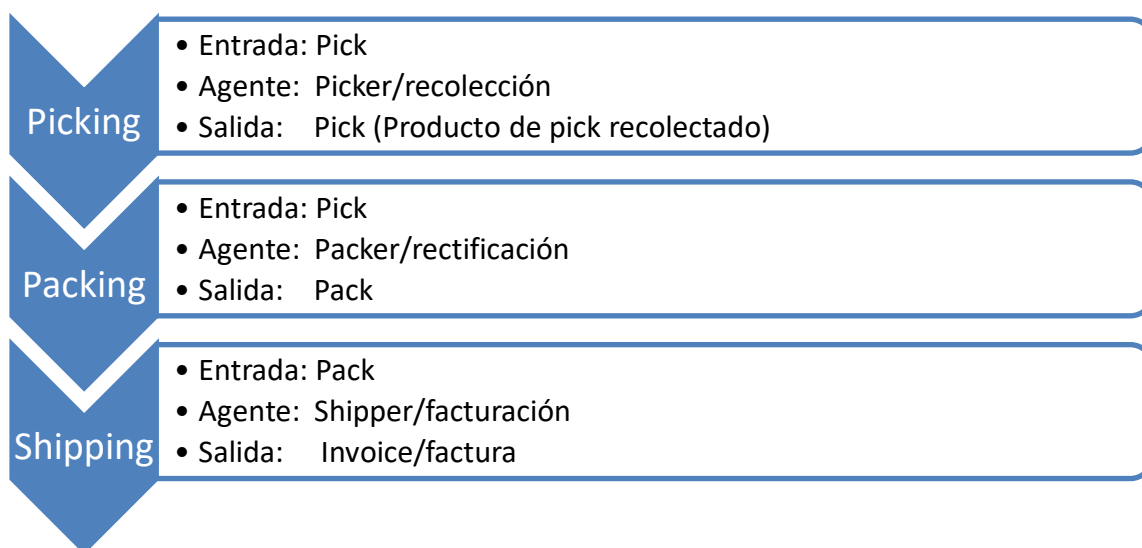 Picking
• Entrada: Pick
• Agente: Picker/recolección
• Salida: Pick (Producto de pick recolectado)
Packing
• Entrada: Pick
• Agente: Packer/rectificación
• Salida: Pack
Shipping
• Entrada: Pack
• Agente: Shipper/facturación
• Salida: Invoice/factura